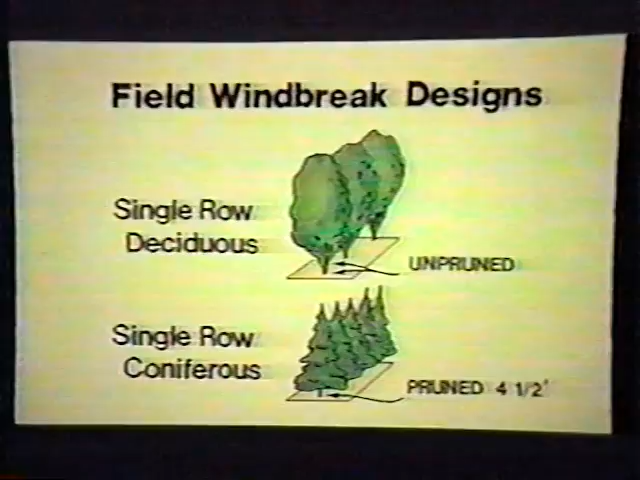 Field Windbreak Designs
Single Row
Deciduous
UNPRUNED
Single Row
Coniferous
PRUNED 4 1/2'